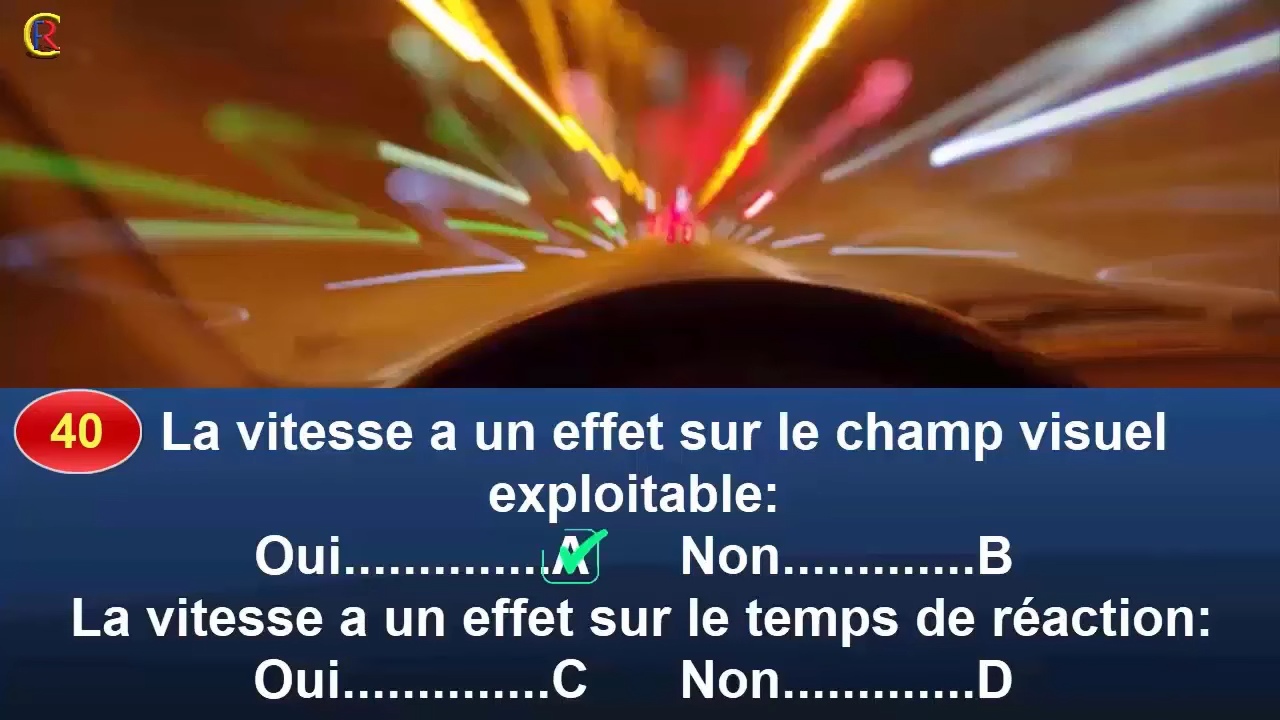 CFR
40 La vitesse a un effet sur le champ visuel
exploitable:
Oui..............A Non.............B
La vitesse a un effet sur le temps de réaction:
Oui..............C Non.............D